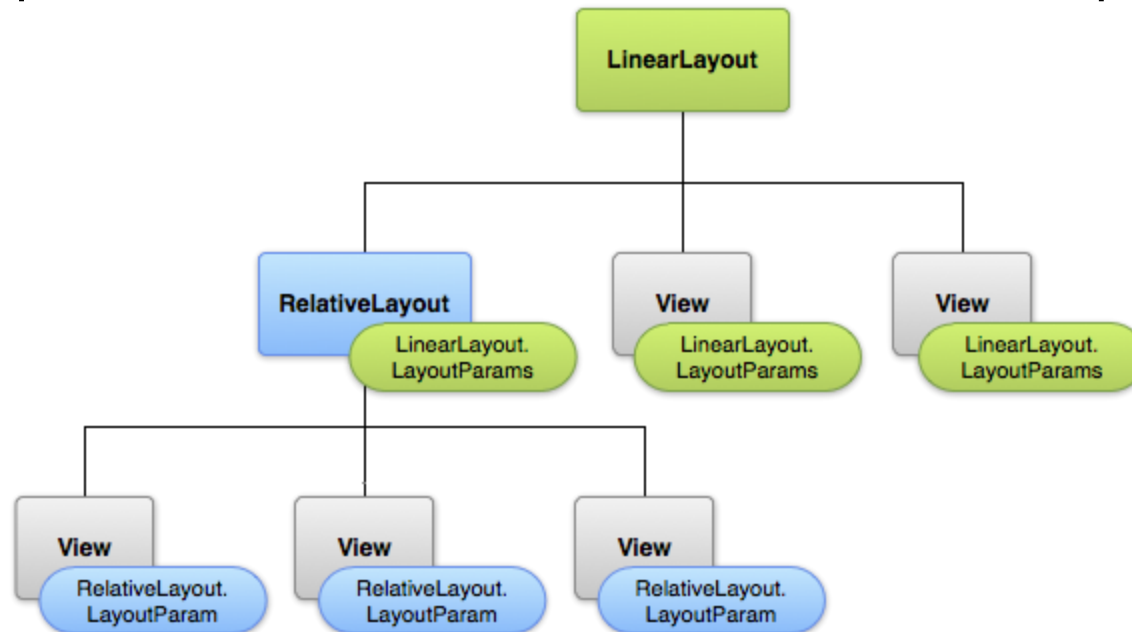 LinearLayout
RelativeLayout
LinearLayout.
LayoutParams
View
LinearLayout.
LayoutParams
View
LinearLayout.
LayoutParams
View
RelativeLayout.
LayoutParam
View
RelativeLayout.
LayoutParam
View
RelativeLayout.
LayoutParam